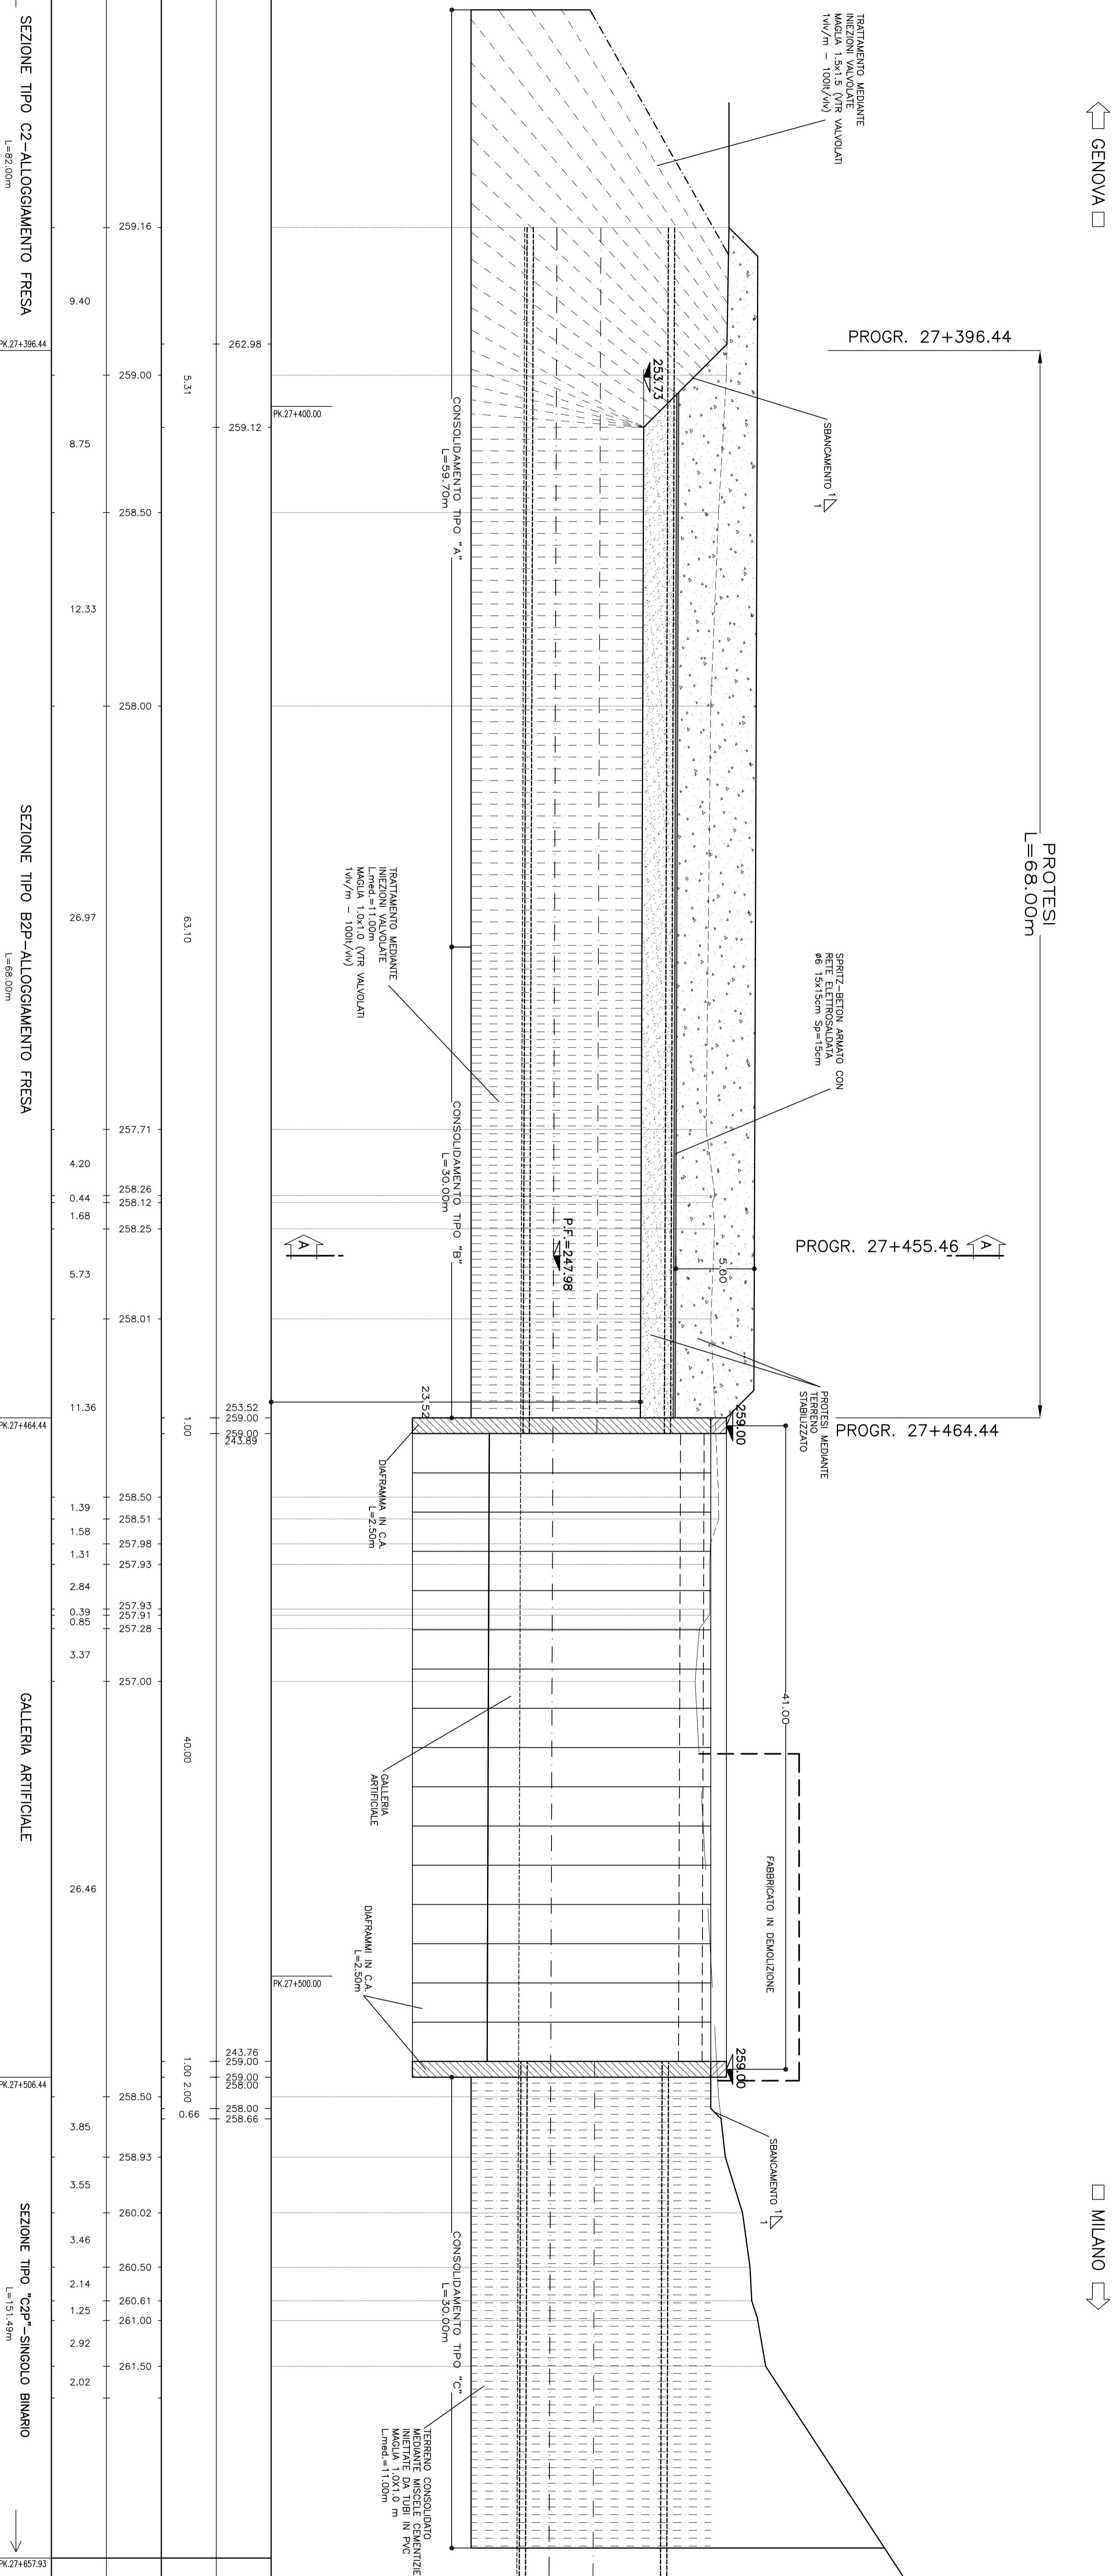 GENOVA
MILANO
PROTESI
L=68.00m
PROGR. 27+396.44
PROGR. 27+455.46
PROGR. 27+464.44
A
TRATTAMENTO MEDIANTE
INIEZIONI VALVOLATE
MAGLIA 1.5x1.5 (VTR VALVOLATI
1vlv/m - 100lt/vlv)
SBANCAMENTO 1
1
SPRITZ-BETON ARMATO CON
RETE ELETTROSALDATA
ø6 15x15cm Sp=15cm
PROTESI MEDIANTE
TERRENO
STABILIZZATO
5.00
41.00
FABBRICATO IN DEMOLIZIONE
SBANCAMENTO 1
1
259.00
259.00
253.73
P.F.=247.98
CONSOLIDAMENTO TIPO "A"
L=59.70m
CONSOLIDAMENTO TIPO "B"
L=30.00m
CONSOLIDAMENTO TIPO "C"
L=30.00m
23.52
TRATTAMENTO MEDIANTE
INIEZIONI VALVOLATE
L.med.=11.00m
MAGLIA 1.0x1.0 (VTR VALVOLATI
1vlv/m - 100lt/vlv)
DIAFRAMMA IN C.A.
L=2.50m
GALLERIA
ARTIFICIALE
DIAFRAMMI IN C.A.
L=2.50m
TERRENO CONSOLIDATO
MEDIANTE MISCELE CEMENTIZIE
INIETTATE DA TUBI IN PVC
MAGLIA 1.0X1.0 m
L.med.=11.00m
A
PK.27+400.00
PK.27+500.00
262.98
259.12
253.52
259.00
259.00
243.89
243.76
259.00
259.00
258.00
258.00
258.66
5.31
63.10
1.00
40.00
1.00
2.00
0.66
259.16
259.00
258.50
258.00
257.71
258.26
258.12
258.25
258.01
258.50
258.51
257.98
257.93
257.93
257.91
257.28
257.00
258.50
258.93
260.02
260.50
260.61
261.00
261.50
9.40
8.75
12.33
26.97
4.20
0.44
1.68
5.73
11.36
1.39
1.58
1.31
2.84
0.39
0.85
3.37
26.46
3.85
3.55
3.46
2.14
1.25
2.92
2.02
SEZIONE TIPO C2-ALLOGGIAMENTO FRESA
L=82.00m
PK.27+396.44
SEZIONE TIPO B2P-ALLOGGIAMENTO FRESA
L=68.00m
PK.27+464.44
GALLERIA ARTIFICIALE
PK.27+506.44
SEZIONE TIPO "C2P"-SINGOLO BINARIO
L=151.49m
PK.27+657.93